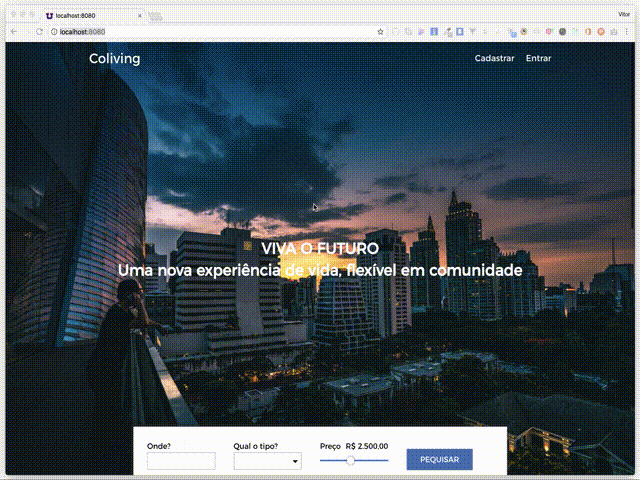 localhost:8080
Vitor
localhost:8080
Coliving
Cadastrar
Entrar
VIVA O FUTURO
Uma nova experiência de vida, flexível em comunidade
Onde?
Qual o tipo?
Preço R$ 2.500,00
PEQUISAR